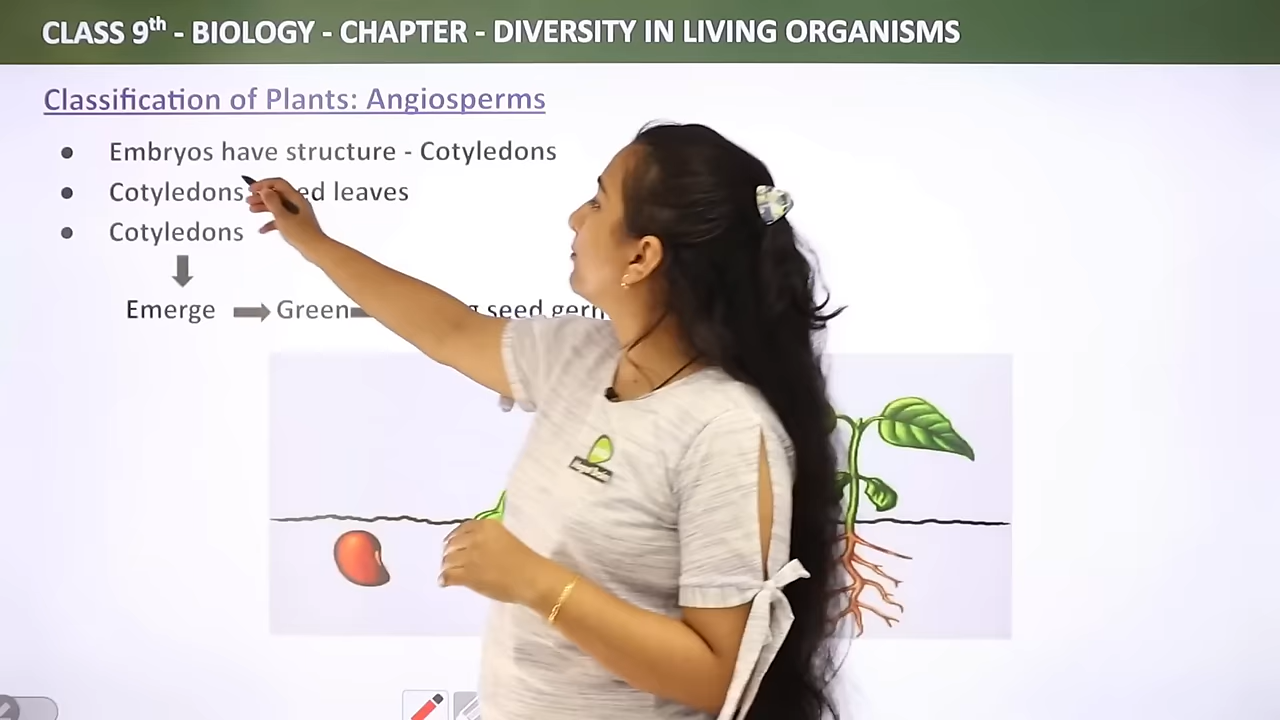 CLASS 9th - BIOLOGY - CHAPTER - DIVERSITY IN LIVING ORGANISMS
Classification of Plants: Angiosperms
Embryos have structure - Cotyledons
Cotyledons leaves
Cotyledons
Emerge Green seed